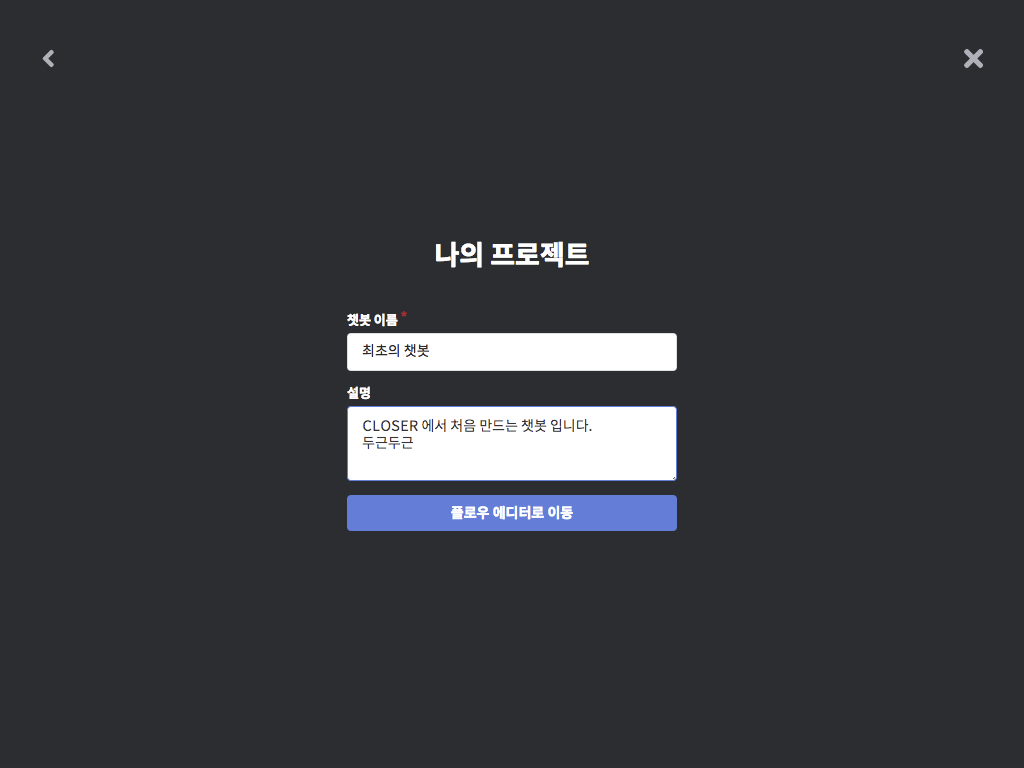 나의 프로젝트
챗봇 이름 *
최초의 챗봇
설명
CLOSER 에서 처음 만드는 챗봇 입니다.
두근두근
플로우 에디터로 이동